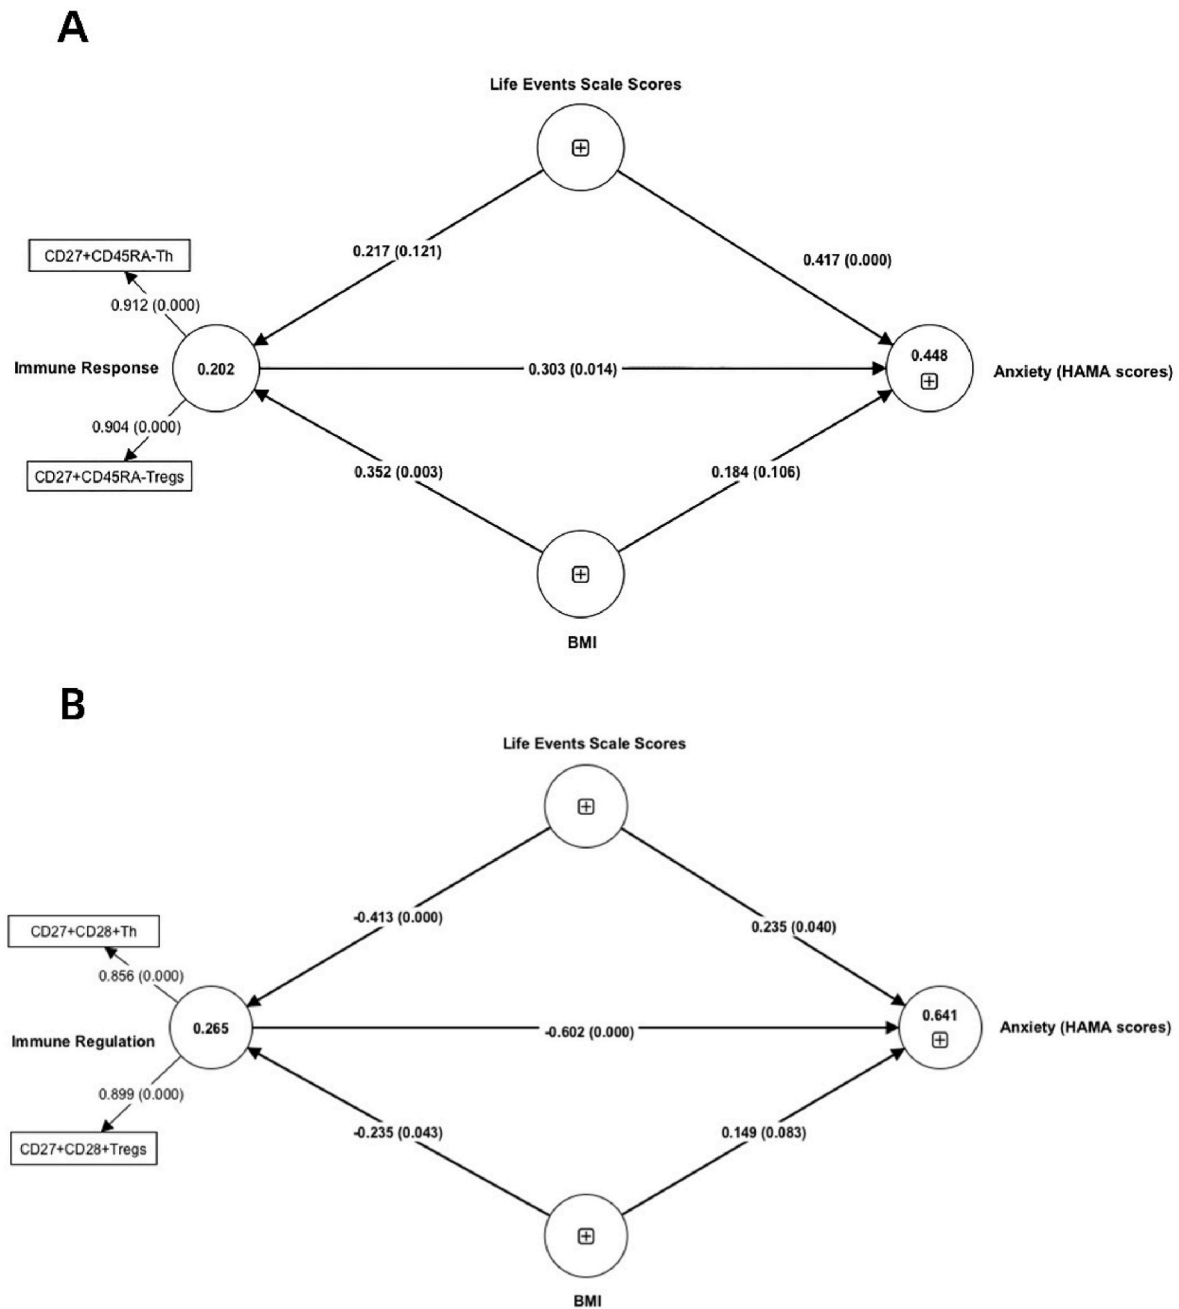 A
Life Events Scale Scores
0.217 (0.121)
0.417 (0.000)
CD27+CD45RA-Th
0.912 (0.000)
Immune Response
0.202
0.303 (0.014)
0.448
Anxiety (HAMA scores)
0.904 (0.000)
CD27+CD45RA-Tregs
0.352 (0.003)
0.184 (0.106)
BMI
B
Life Events Scale Scores
-0.413 (0.000)
0.235 (0.040)
CD27+CD28+Th
0.856 (0.000)
Immune Regulation
0.265
-0.602 (0.000)
0.641
Anxiety (HAMA scores)
0.899 (0.000)
CD27+CD28+Tregs
-0.235 (0.043)
0.149 (0.083)
BMI